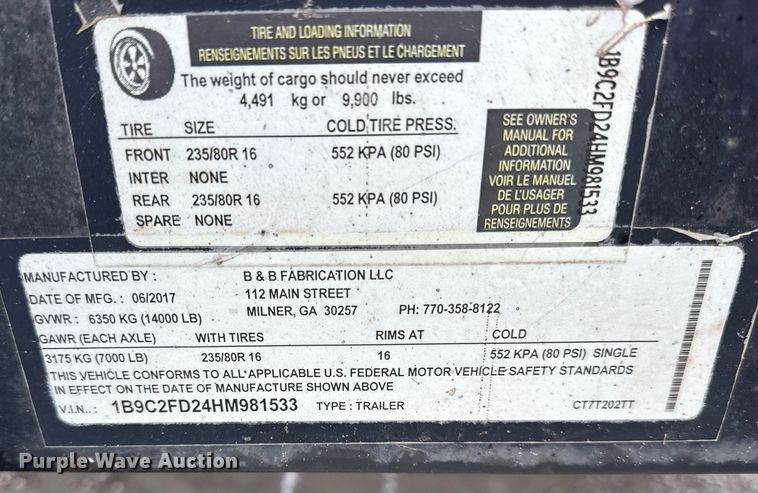 TIRE AND LOADING INFORMATION
RENSEIGNEMENTS SUR LES PNEUS ET LE CHARGEMENT
The weight of cargo should never exceed
4,491 kg or 9,900 lbs.
TIRE SIZE COLD TIRE PRESS.
FRONT 235/80R 16 552 KPA (80 PSI)
INTER NONE
REAR 235/80R 16 552 KPA (80 PSI)
SPARE NONE
SEE OWNER'S
MANUAL FOR
ADDITIONAL
INFORMATION
VOIR LE MANUEL
DE L'USAGER
POUR PLUS DE
RENSEIGNEMENTS
1B9C2FD24HM981533
MANUFACTURED BY : B & B FABRICATION LLC
DATE OF MFG. : 06/2017 112 MAIN STREET
GVWR : 6350 KG (14000 LB) MILNER, GA 30257 PH: 770-358-8122
GAWR (EACH AXLE) WITH TIRES RIMS AT COLD
3175 KG (7000 LB) 235/80R 16 16 552 KPA (80 PSI) SINGLE
THIS VEHICLE CONFORMS TO ALL APPLICABLE U.S. FEDERAL MOTOR VEHICLE SAFETY STANDARDS
IN EFFECT ON THE DATE OF MANUFACTURE SHOWN ABOVE
V.I.N.. : 1B9C2FD24HM981533 TYPE : TRAILER CT7T202TT
Purple Wave Auction